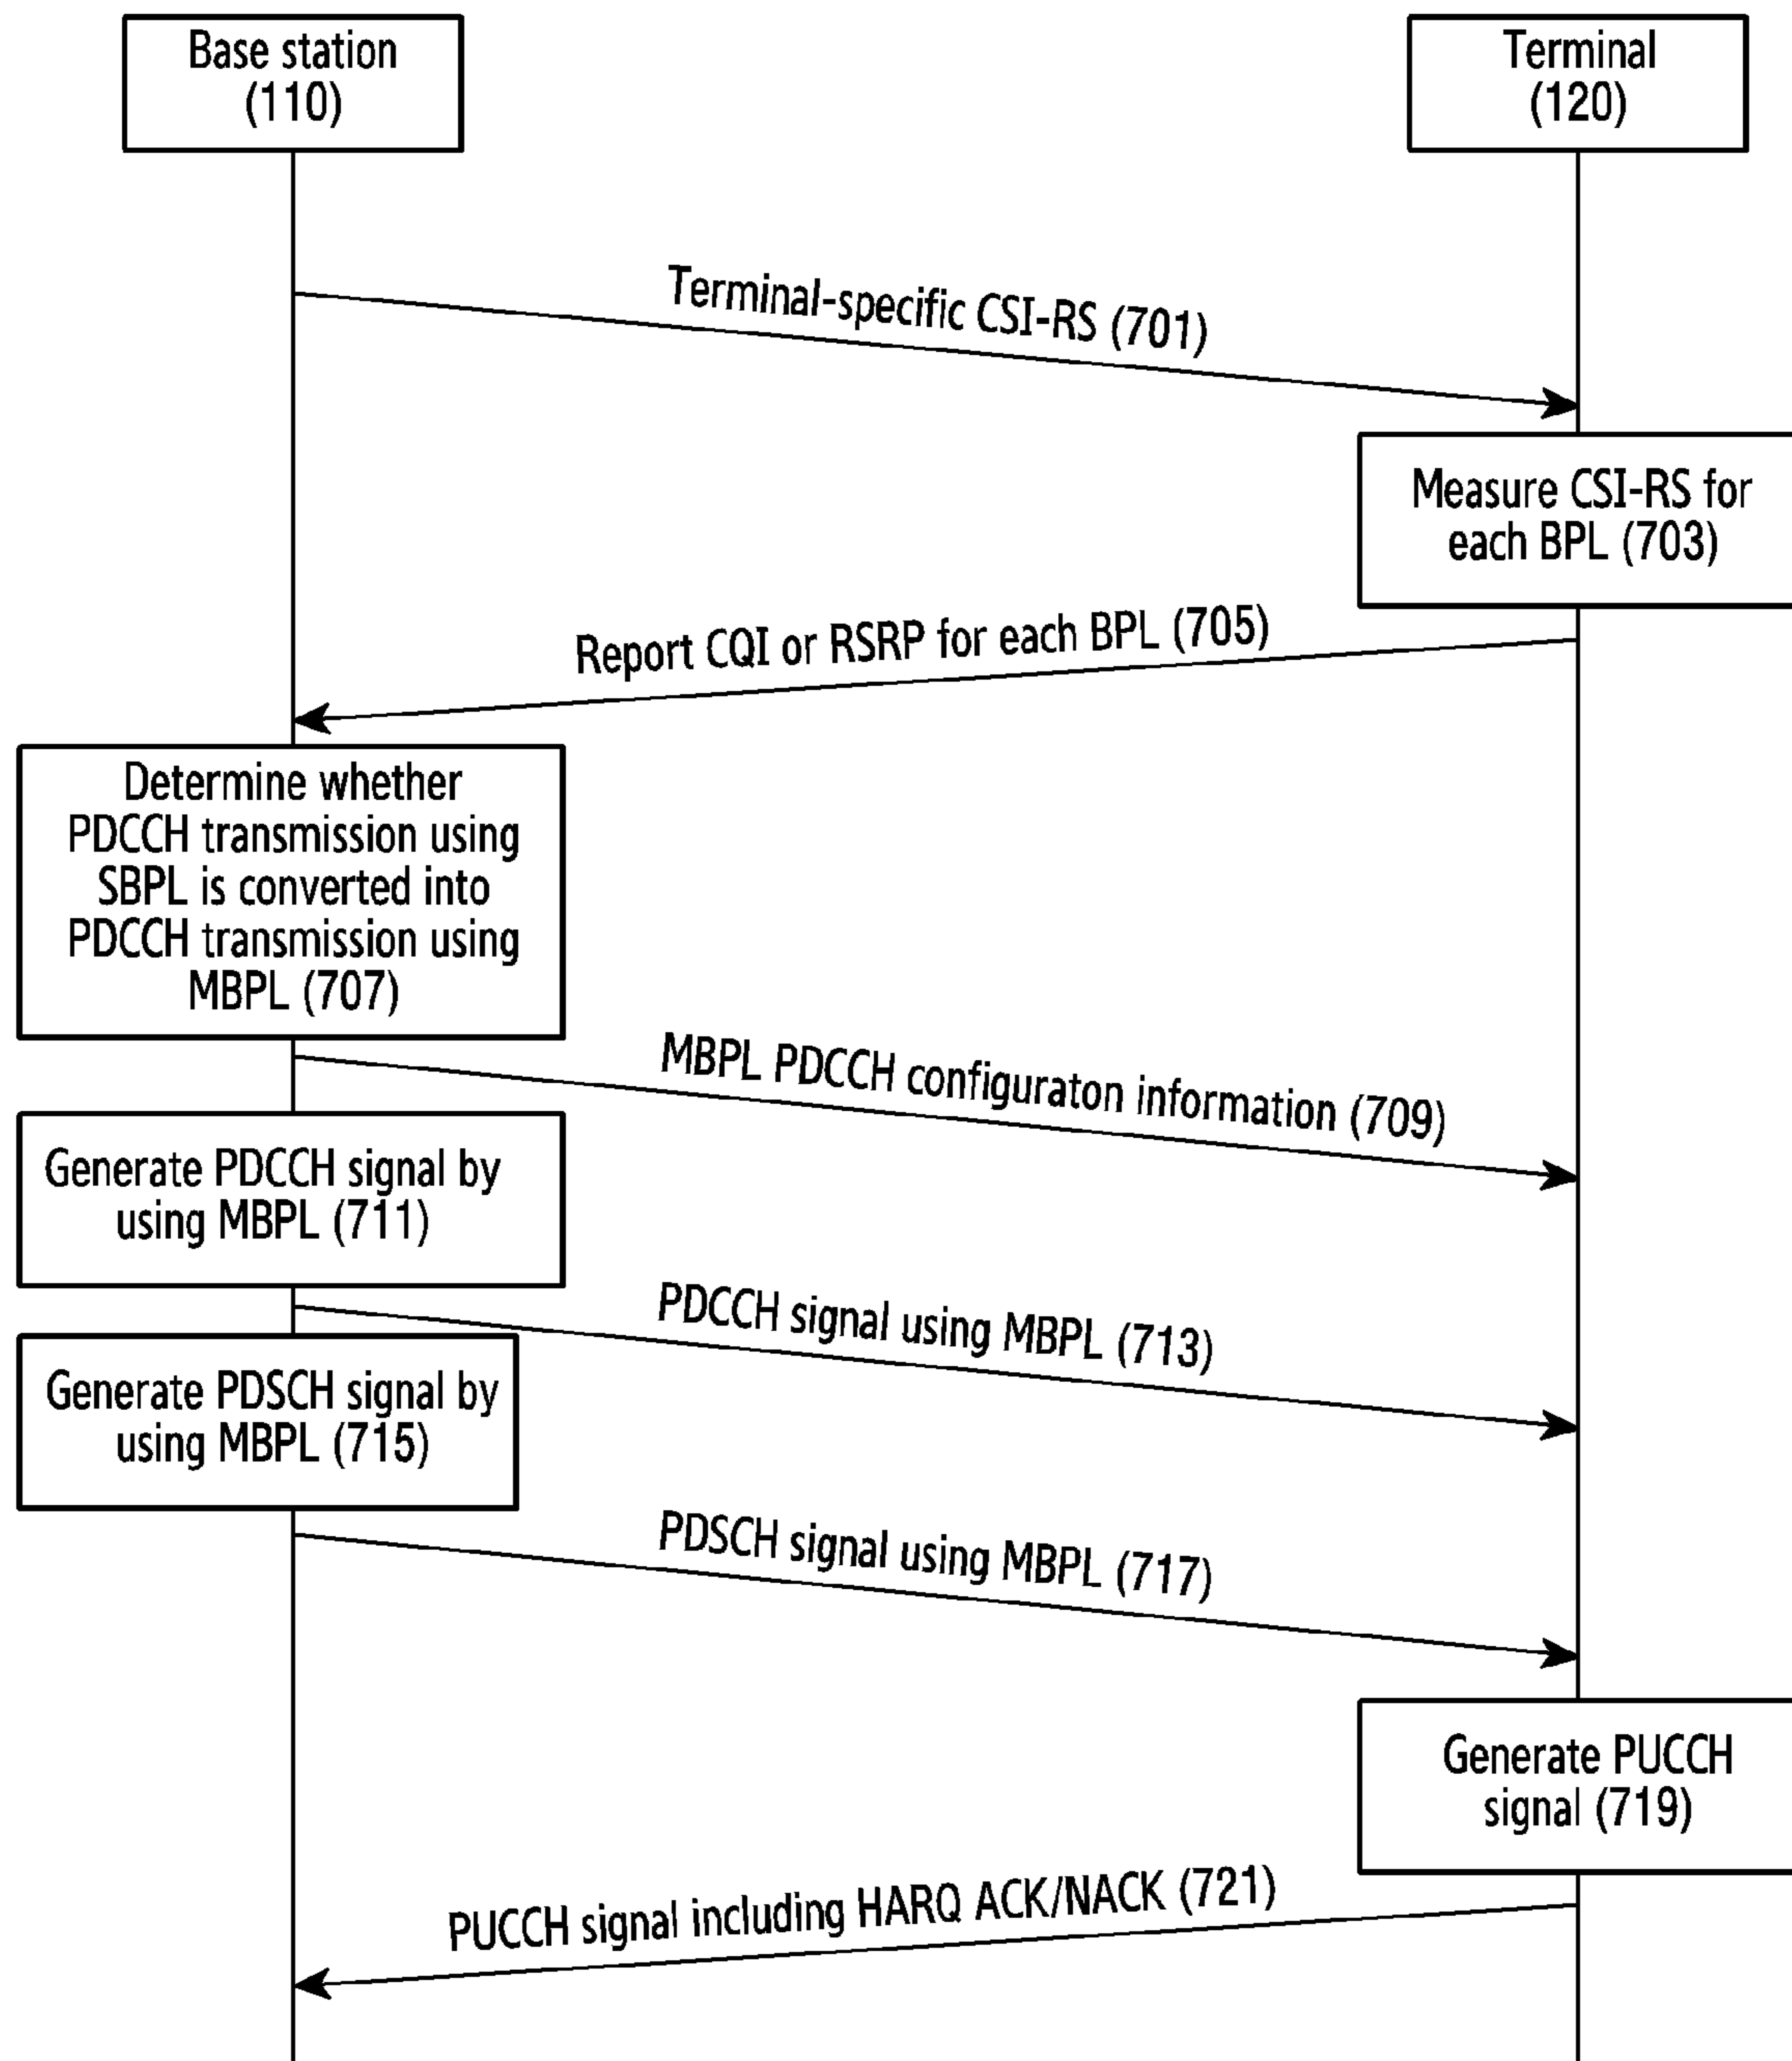 Base station
(110)
Terminal
(120)
Terminal-specific CSI-RS (701)
Measure CSI-RS for
each BPL (703)
Report CQI or RSRP for each BPL (705)
Determine whether
PDCCH transmission using
SBPL is converted into
PDCCH transmission using
MBPL (707)
MBPL PDCCH configuraton information (709)
Generate PDCCH signal by
using MBPL (711)
PDCCH signal using MBPL (713)
Generate PDSCH signal by
using MBPL (715)
PDSCH signal using MBPL (717)
Generate PUCCH
signal (719)
PUCCH signal including HARQ ACK/NACK (721)